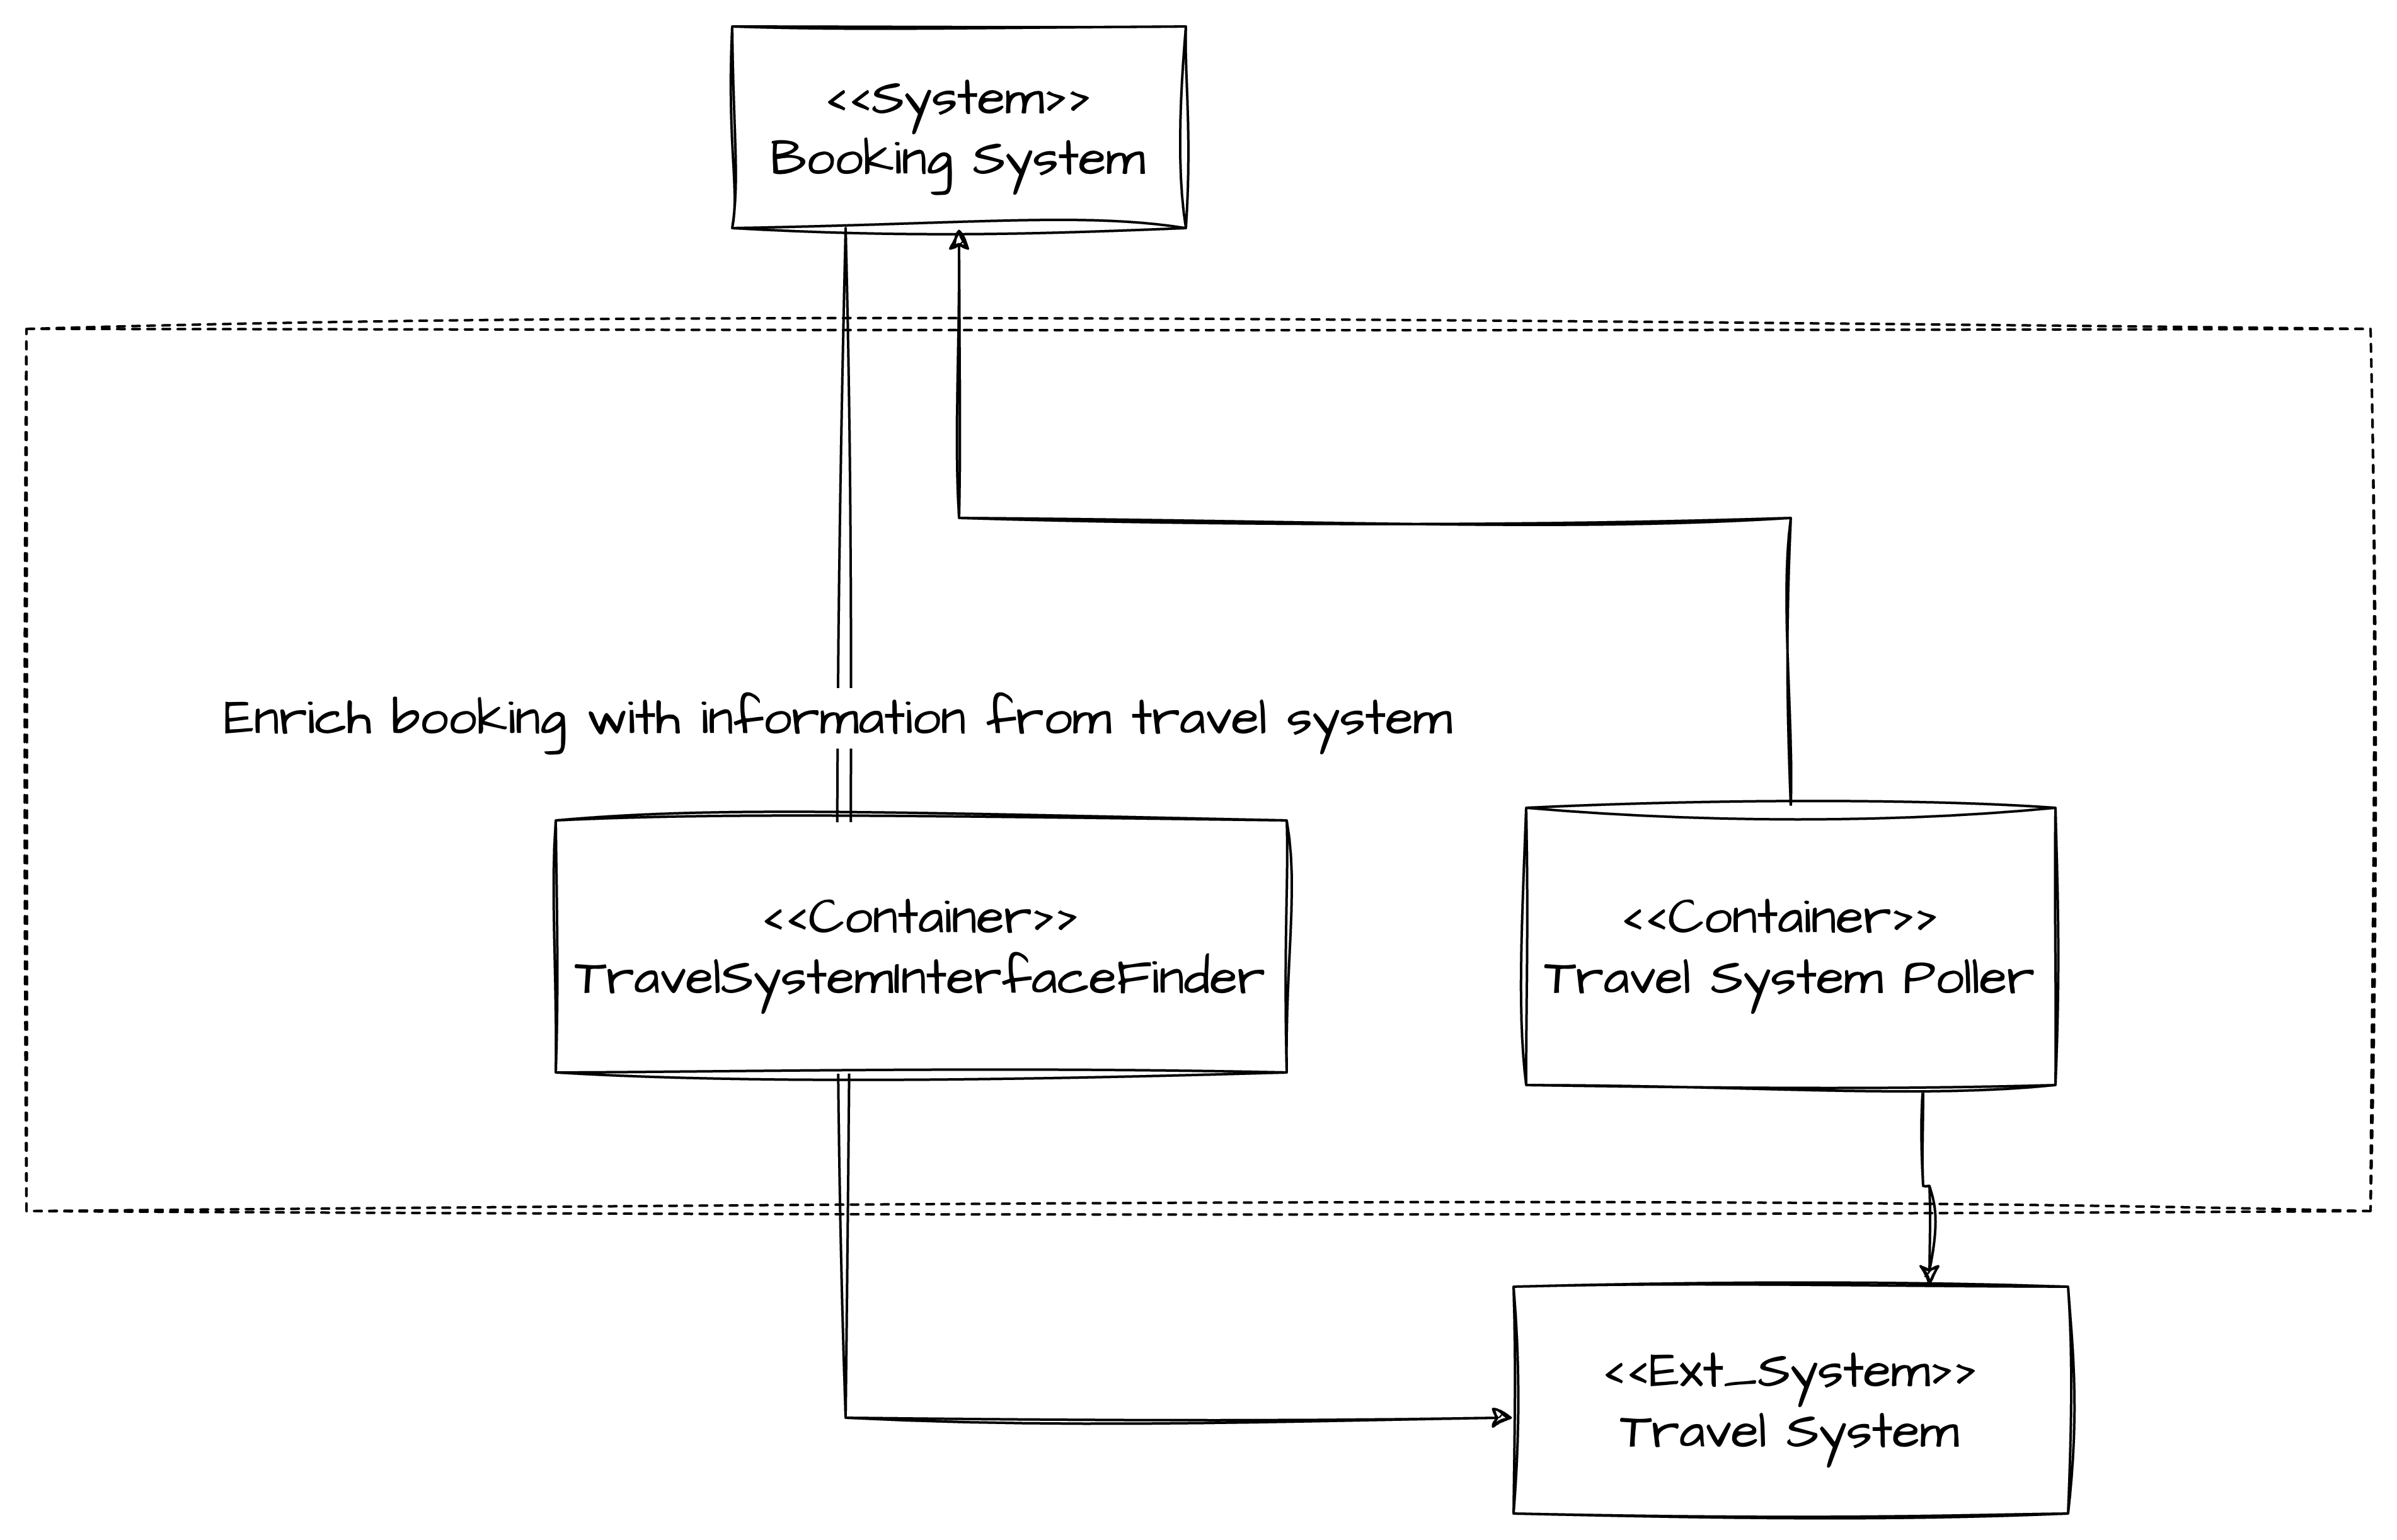 <<System>>
Booking System
Enrich booking with information from travel system
<<Container>>
TravelSystemInterfaceFinder
<<Container>>
Travel System Poller
<<Ext_System>>
Travel System